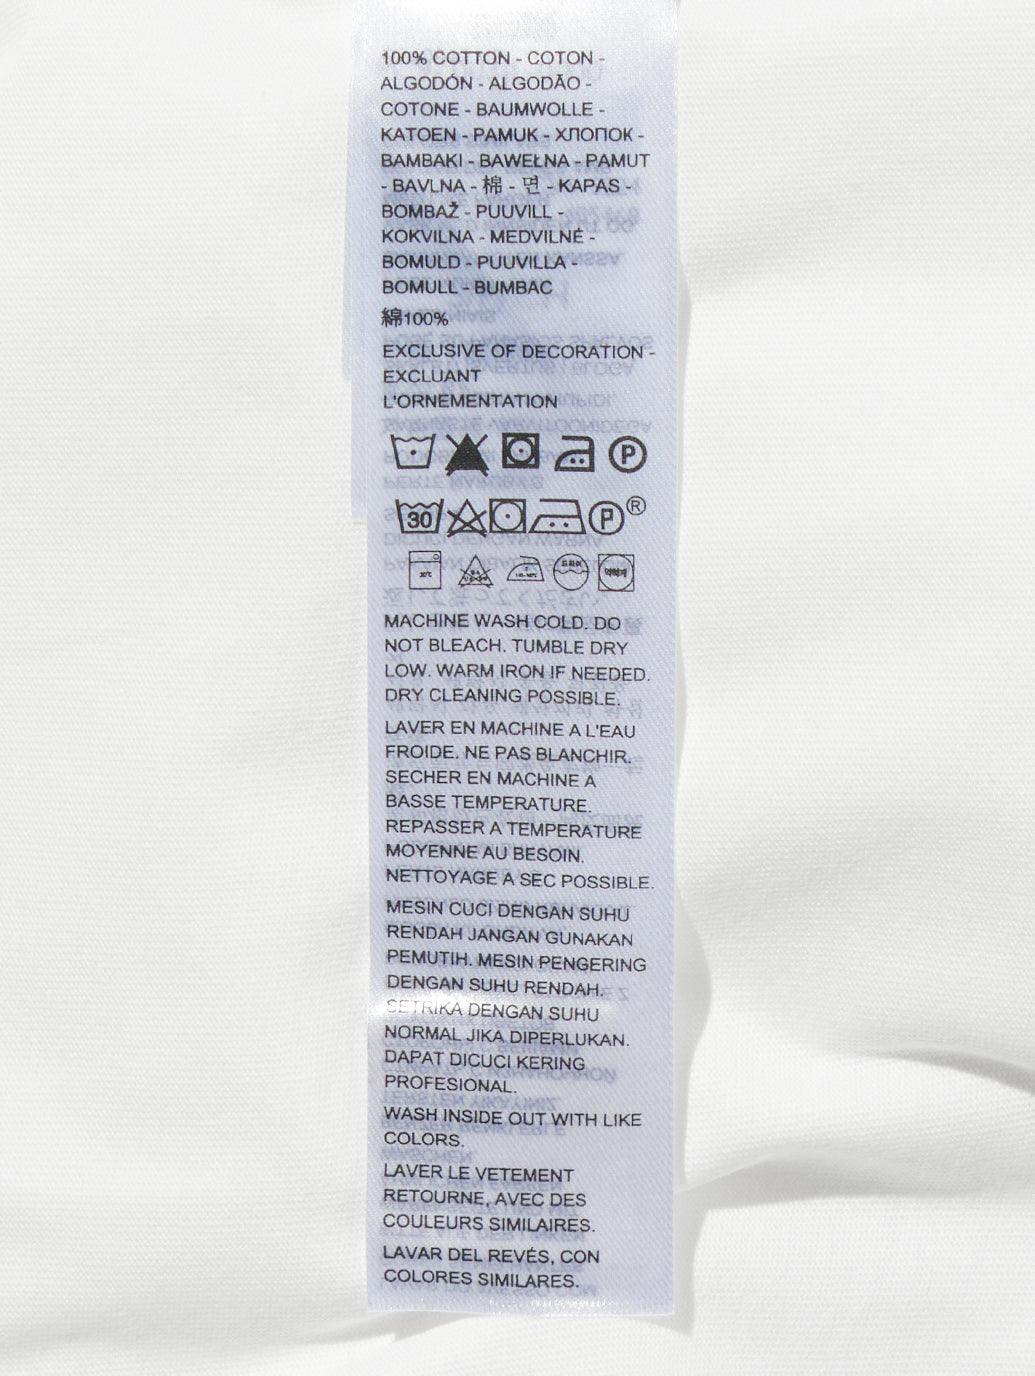 100% COTTON - COTON -
ALGODÓN - ALGODÃO -
COTONE - BAUMWOLLE -
KATOEN - PAMUK - ХЛОПОК -
BAMBAKI - BAWEŁNA - PAMUT
- BAVLNA - 棉 - 면 - KAPAS -
BOMBAŽ - PUUVILL -
KOKVILNA - MEDVILNĖ -
BOMULD - PUUVILLA -
BOMULL - BUMBAC
綿100%
EXCLUSIVE OF DECORATION -
EXCLUANT
L'ORNEMENTATION
P
30 P ®
MACHINE WASH COLD. DO
NOT BLEACH. TUMBLE DRY
LOW. WARM IRON IF NEEDED.
DRY CLEANING POSSIBLE.
LAVER EN MACHINE A L'EAU
FROIDE. NE PAS BLANCHIR.
SECHER EN MACHINE A
BASSE TEMPERATURE.
REPASSER A TEMPERATURE
MOYENNE AU BESOIN.
NETTOYAGE A SEC POSSIBLE.
MESIN CUCI DENGAN SUHU
RENDAH JANGAN GUNAKAN
PEMUTIH. MESIN PENGERING
DENGAN SUHU RENDAH.
SETRIKA DENGAN SUHU
NORMAL JIKA DIPERLUKAN.
DAPAT DICUCI KERING
PROFESIONAL.
WASH INSIDE OUT WITH LIKE
COLORS.
LAVER LE VETEMENT
RETOURNE, AVEC DES
COULEURS SIMILAIRES.
LAVAR DEL REVÉS, CON
COLORES SIMILARES.